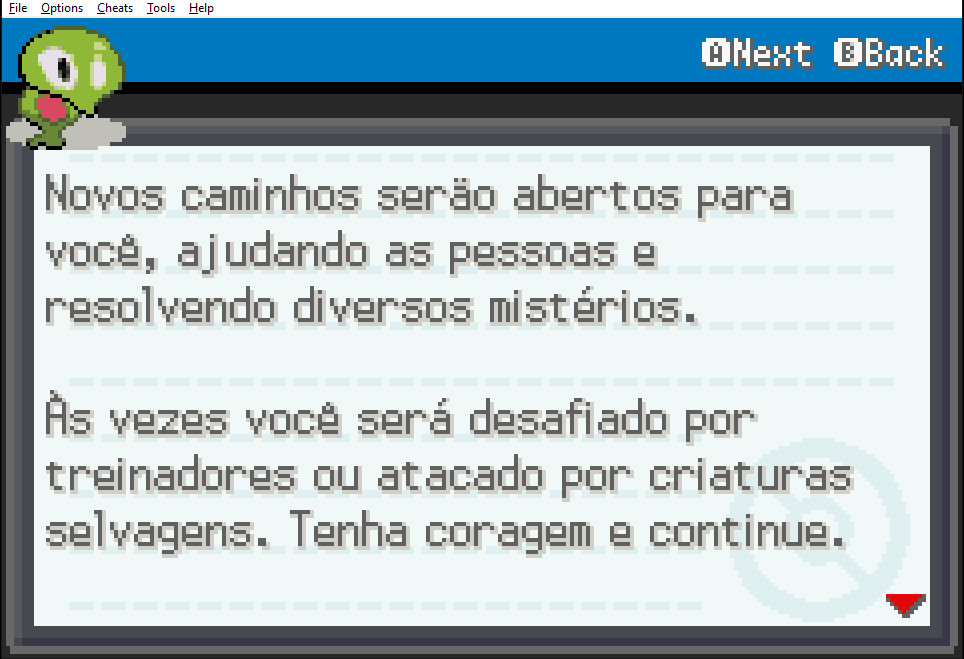 File Options Cheats Tools Help
ⒶNext ⒷBack
Novos caminhos seräo abertos para
você, ajudando as pessoas e
resolvendo diversos mistérios.
Às vezes você será desafiado por
treinadores ou atacado por criaturas
selvagens. Tenha coragem e continue.